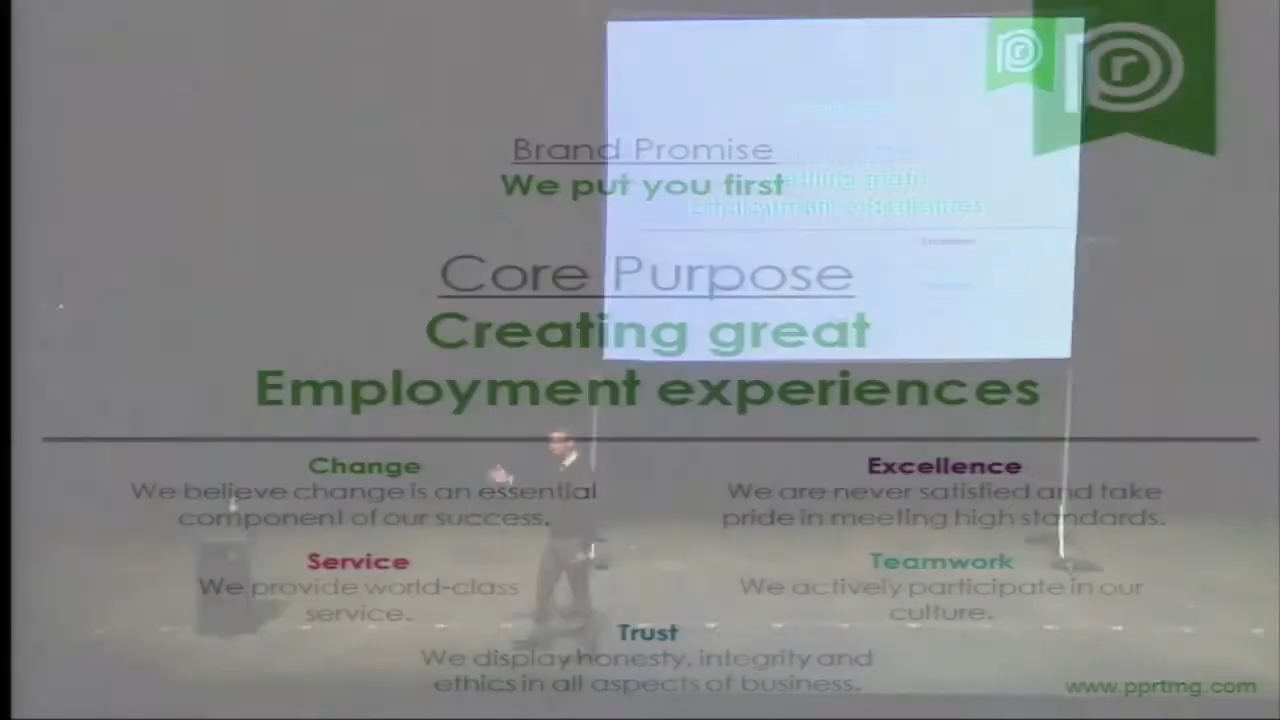 Brand Promise
We put you first
Core Purpose
Creating great
Employment experiences
Change
We believe change is an essential
component of our success.
Excellence
We are never satisfied and take
pride in meeting high standards.
Service
We provide world-class
service.
Teamwork
We actively participate in our
culture.
Trust
We display honesty, integrity and
ethics in all aspects of business.
www.pprtmg.com